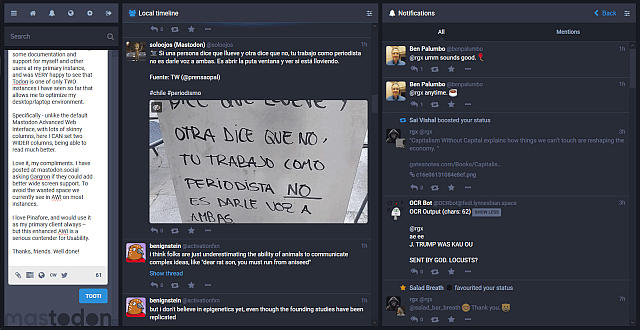 Search
some documentation and
support for myself and other
users at my primary instance,
and was VERY happy to see that
Todon is one of only TWO
instances I have seen so far that
allows me to optimize my
desktop/laptop environment.
Specifically - unlike the default
Mastodon Advanced Web
Interface, with lots of skinny
columns, here I CAN set two
WIDER columns, being able to
read much better.
Love it, my compliments. I have
posted at mastodon.social
asking Gargron if they could add
better wide screen support. To
avoid the wasted space we
currently see in AWI on most
instances.
I love Pinafore, and would use it
as my primary client always –
but this enhanced AWI is a
serious contender for Usability.
Thanks, friends. Well done!
CW
61
TOOT!
mastodon
Local timeline
soloojos (Mastodon) @soloojos 1h
Si una persona dice que llueve y otra dice que no, tu trabajo como periodista
no es darle voz a ambas. Es abrir la puta ventana y ver si está lloviendo.
Fuente: TW (@prensaopal)
#chile #periodismo
DICE QUE LLUEVE Y
OTRA DICE QUE NO,
TU TRABAJO COMO
PERIODISTA NO
ES DARLE VOZ A
AMBAS
benignstein @activationfxn 1h
i think folks are just underestimating the ability of animals to communicate
complex ideas, like "dear rat son, you must run from aniseed"
Show thread
benignstein @activationfxn 1h
but i don't believe in epigenetics yet, even though the founding studies have been
replicated
Notifications
Back
All
Mentions
Ben Palumbo @benpalumbo 1h
@rgx umm sounds good.
1
Ben Palumbo @benpalumbo 1h
@rgx anytime.
1
Sai Vishal boosted your status
rgx @rgx
"Capitalism Without Capital explains how things we can't touch are reshaping the
economy. "
gatesnotes.com/Books/Capitalis…
c16e06131084e8ef.png
OCR Bot @OCRbot@fedi.lynnesbian.space 3h
OCR Output (chars: 62) SHOW LESS
@rgx
ae ee
J. TRUMP WAS KAU OU
SENT BY GOD. LOCUSTS?
1
Salad Breath favourited your status
rgx @rgx 3h
@salad_bar_breath Thank you.